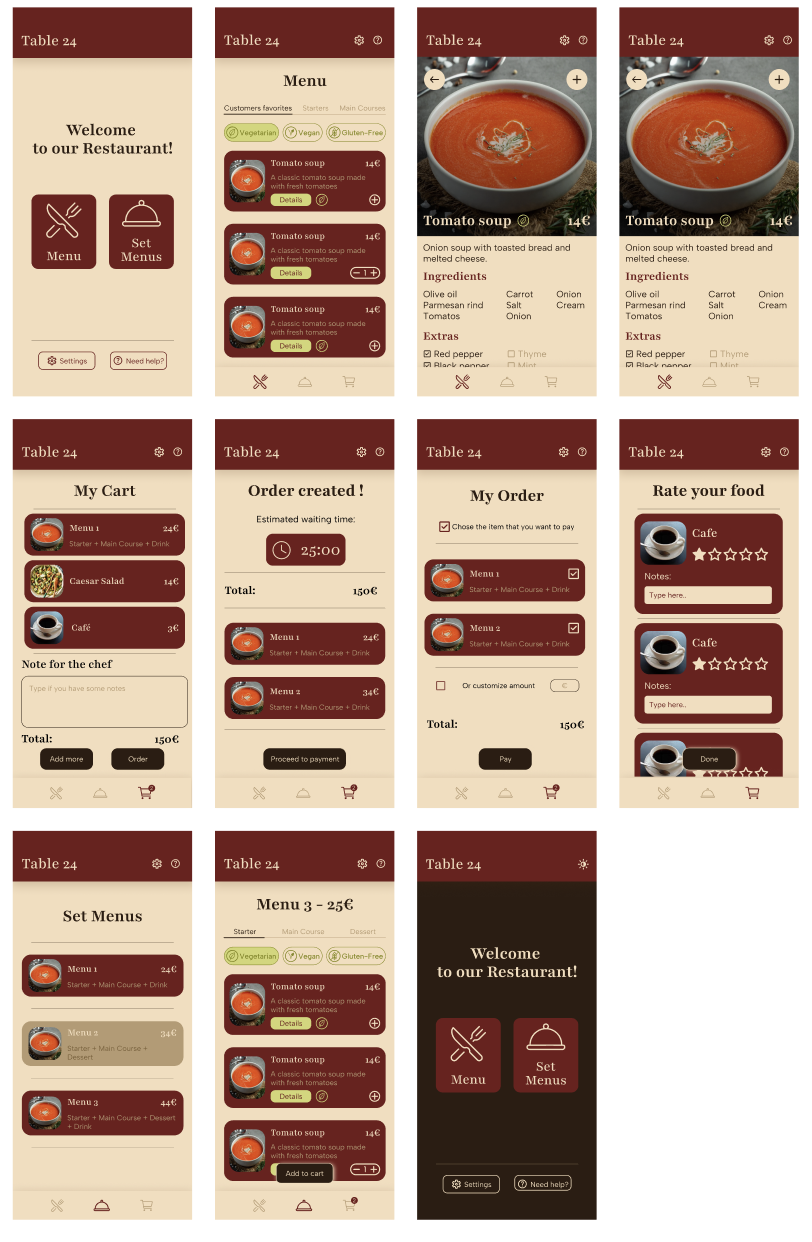 Table 24
Welcome
to our Restaurant!
Menu
Set
Menus
Settings
Need help?
Table 24
Menu
Customers favorites Starters Main Courses
Vegetarian Vegan Gluten-Free
Tomato soup 14€
A classic tomato soup made
with fresh tomatoes
Details
Tomato soup 14€
A classic tomato soup made
with fresh tomatoes
Details 1
Tomato soup 14€
A classic tomato soup made
with fresh tomatoes
Details
Table 24
Tomato soup 14€
Onion soup with toasted bread and
melted cheese.
Ingredients
Olive oil Carrot Onion
Parmesan rind Salt Cream
Tomatos Onion
Extras
Red pepper Thyme
Black pepper Mint
Table 24
Tomato soup 14€
Onion soup with toasted bread and
melted cheese.
Ingredients
Olive oil Carrot Onion
Parmesan rind Salt Cream
Tomatos Onion
Extras
Red pepper Thyme
Black pepper Mint
Table 24
My Cart
Menu 1 24€
Starter + Main Course + Drink
Caesar Salad 14€
Café 3€
Note for the chef
Type if you have some notes
Total: 150€
Add more Order
2
Table 24
Order created !
Estimated waiting time:
25:00
Total: 150€
Menu 1 24€
Starter + Main Course + Drink
Menu 2 34€
Starter + Main Course + Drink
Proceed to payment
2
Table 24
My Order
Chose the item that you want to pay
Menu 1
Starter + Main Course + Drink
Menu 2
Starter + Main Course + Drink
Or customize amount €
Total: 150€
Pay
2
Table 24
Rate your food
Cafe
Notes:
Type here..
Cafe
Notes:
Type here..
Done
Table 24
Set Menus
Menu 1 24€
Starter + Main Course + Drink
Menu 2 34€
Starter + Main Course +
Dessert
Menu 3 44€
Starter + Main Course + Dessert
+ Drink
Table 24
Menu 3 - 25€
Starter Main Course Dessert
Vegetarian Vegan Gluten-Free
Tomato soup 14€
A classic tomato soup made
with fresh tomatoes
Details
Tomato soup 14€
A classic tomato soup made
with fresh tomatoes
Details
Tomato soup 14€
A classic tomato soup made
with fresh tomatoes
Add to cart 1
2
Table 24
Welcome
to our Restaurant!
Menu
Set
Menus
Settings
Need help?